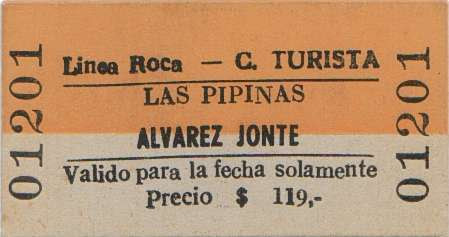 01201
Linea Roca — C. TURISTA
LAS PIPINAS
ALVAREZ JONTE
Valido para la fecha solamente
Precio $ 119,-
01201